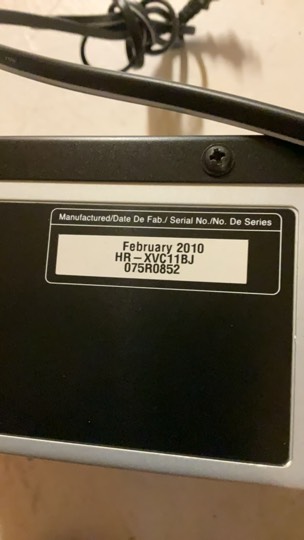 Manufactured/Date De Fab./ Serial No./No. De Series
February 2010
HR-XVC11BJ
075R0852